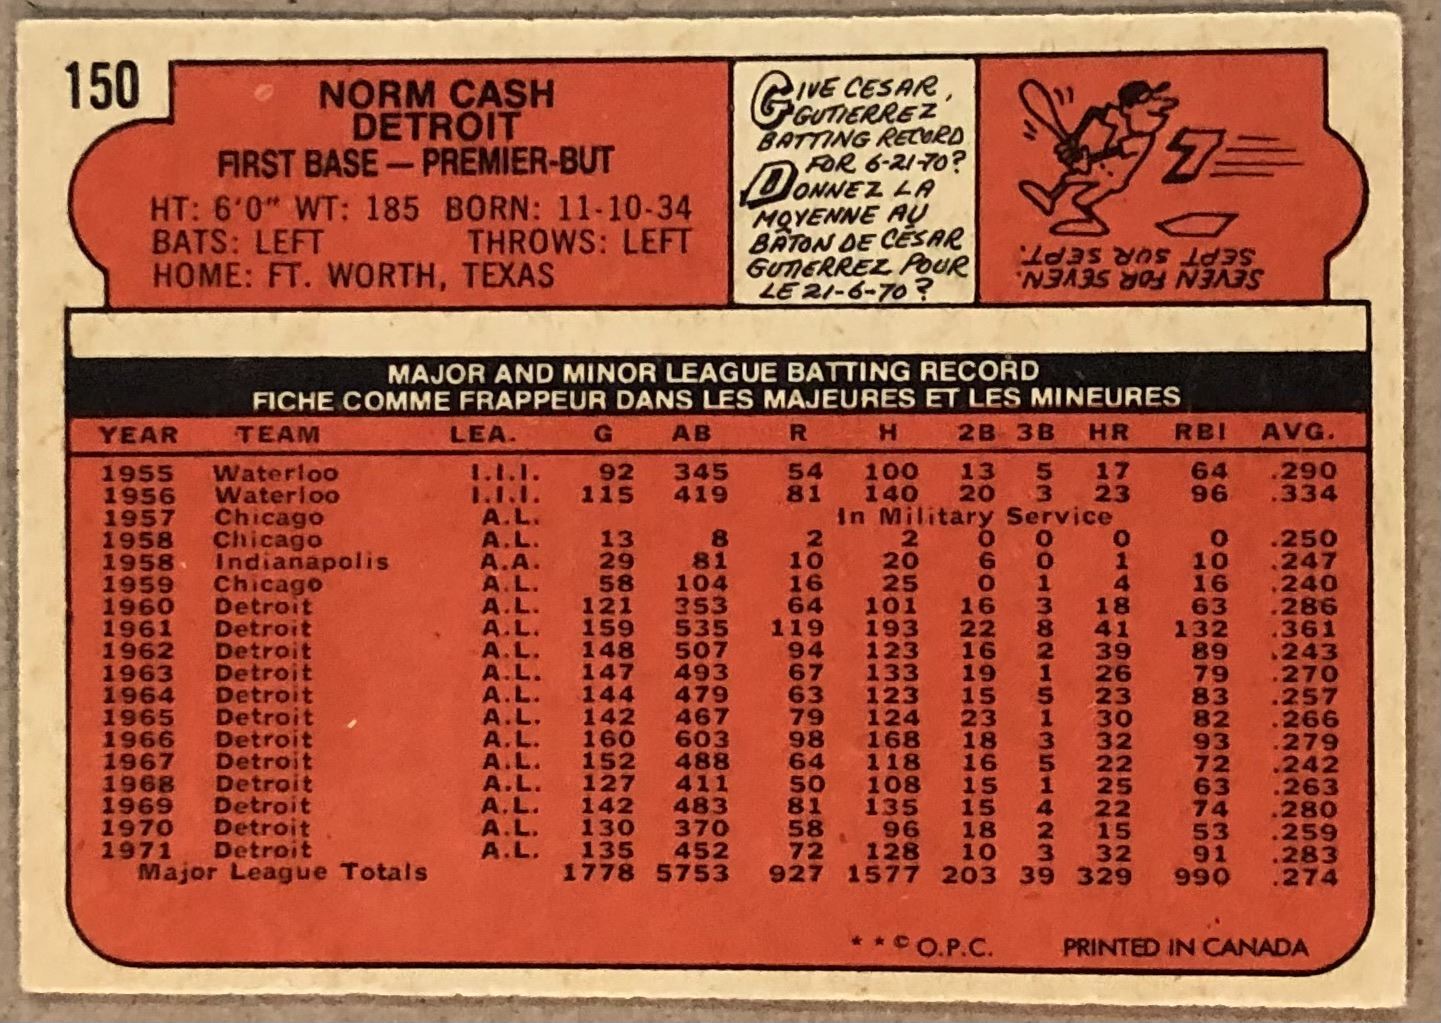 150
NORM CASH
DETROIT
FIRST BASE — PREMIER-BUT
HT: 6'0" WT: 185 BORN: 11-10-34
BATS: LEFT THROWS: LEFT
HOME: FT. WORTH, TEXAS
GIVE CESAR
GUTIERREZ
BATTING RECORD
FOR 6-21-70?
DONNEZ LA
MOYENNE AU
BÂTON DE CÉSAR
GUTIERREZ POUR
LE 21-6-70?
7
SEVEN FOR SEVEN.
SEPT SUR SEPT.
MAJOR AND MINOR LEAGUE BATTING RECORD
FICHE COMME FRAPPEUR DANS LES MAJEURES ET LES MINEURES
YEAR TEAM LEA. G AB R H 2B 3B HR RBI AVG.
1955 Waterloo I.I.I. 92 345 54 100 13 5 17 64 .290
1956 Waterloo I.I.I. 115 419 81 140 20 3 23 96 .334
1957 Chicago A.L. In Military Service
1958 Chicago A.L. 13 8 2 2 0 0 0 0 .250
1958 Indianapolis A.A. 29 81 10 20 6 0 1 10 .247
1959 Chicago A.L. 58 104 16 25 0 1 4 16 .240
1960 Detroit A.L. 121 353 64 101 16 3 18 63 .286
1961 Detroit A.L. 159 535 119 193 22 8 41 132 .361
1962 Detroit A.L. 148 507 94 123 16 2 39 89 .243
1963 Detroit A.L. 147 493 67 133 19 1 26 79 .270
1964 Detroit A.L. 144 479 63 123 15 5 23 83 .257
1965 Detroit A.L. 142 467 79 124 23 1 30 82 .266
1966 Detroit A.L. 160 603 98 168 18 3 32 93 .279
1967 Detroit A.L. 152 488 64 118 16 5 22 72 .242
1968 Detroit A.L. 127 411 50 108 15 1 25 63 .263
1969 Detroit A.L. 142 483 81 135 15 4 22 74 .280
1970 Detroit A.L. 130 370 58 96 18 2 15 53 .259
1971 Detroit A.L. 135 452 72 128 10 3 32 91 .283
Major League Totals 1778 5753 927 1577 203 39 329 990 .274
* * © O.P.C. PRINTED IN CANADA